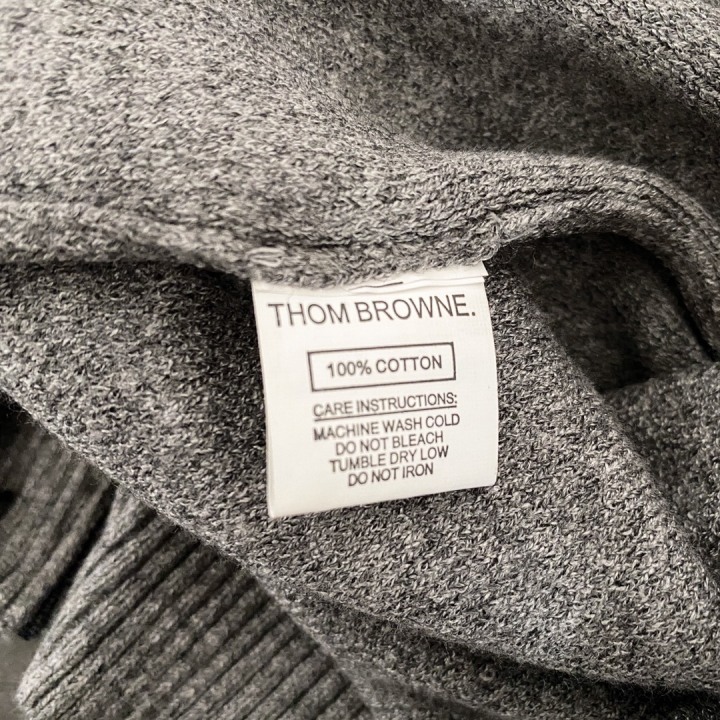 THOM BROWNE.
100% COTTON
CARE INSTRUCTIONS:
MACHINE WASH COLD
DO NOT BLEACH
TUMBLE DRY LOW
DO NOT IRON